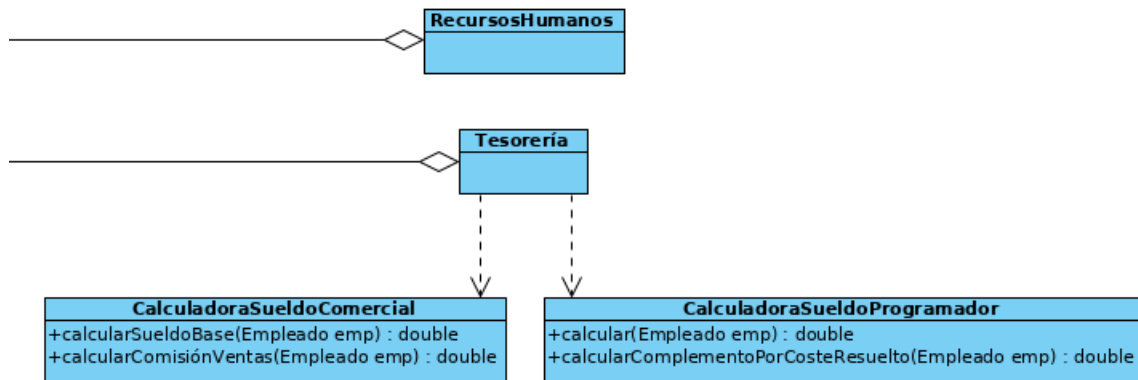 RecursosHumanos
Tesorería
CalculadoraSueldoComercial
+calcularSueldoBase(Empleado emp) : double
+calcularComisiónVentas(Empleado emp) : double
CalculadoraSueldoProgramador
+calcular(Empleado emp) : double
+calcularComplementoPorCosteResuelto(Empleado emp) : double